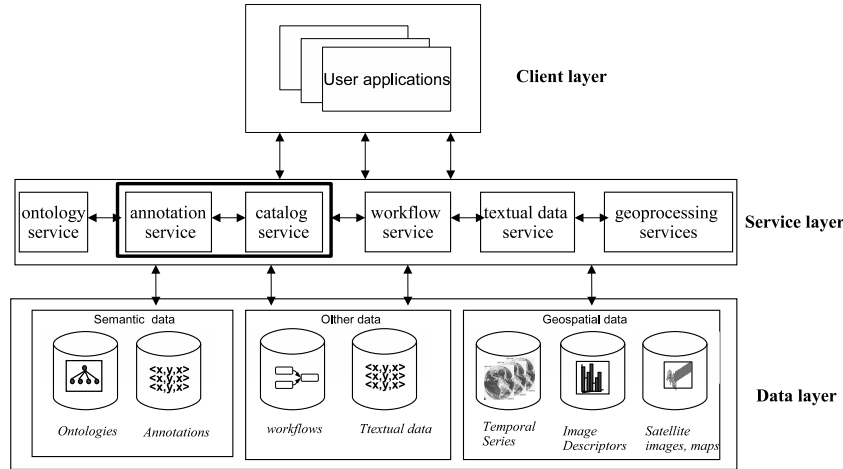 User applications
Client layer
ontology
service
annotation
service
catalog
service
workflow
service
textual data
service
geoprocessing
services
Service layer
Semantic data
Olther data
Geospatial data
<x,y,x>
<x,y,x>
<x,y,x>
<x,y,x>
<x,y,x>
<x,y,x>
Ontologies
Annotations
workflows
Ttextual data
Temporal
Series
Image
Descriptors
Satellite
images, maps
Data layer